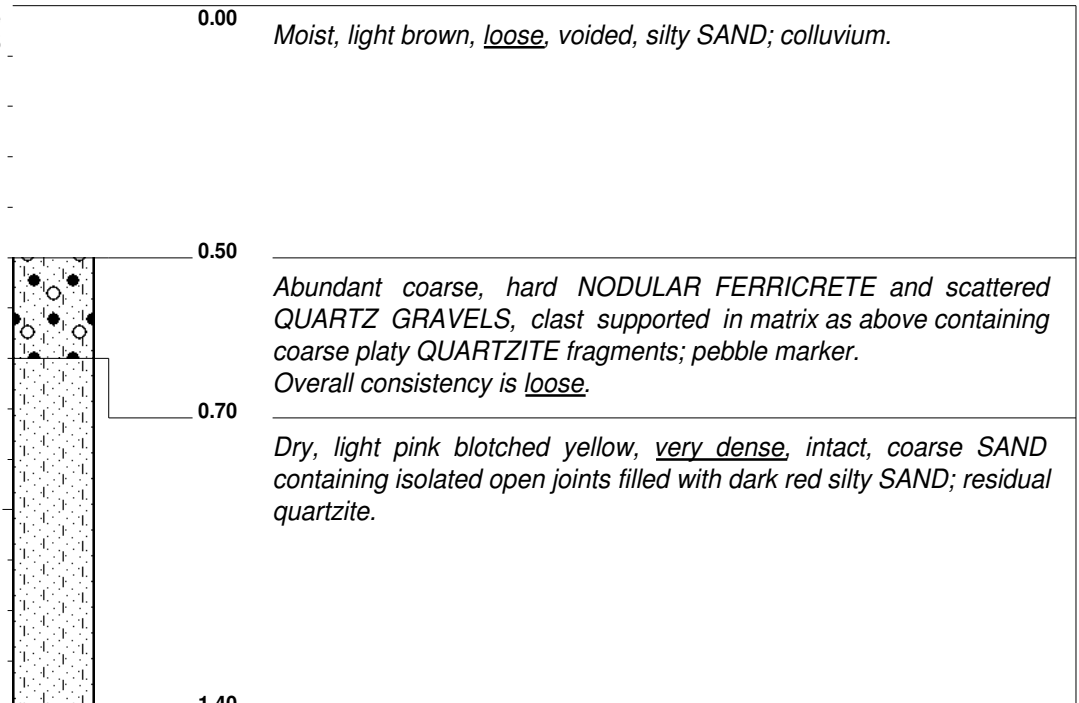 0.00
Moist, light brown, loose, voided, silty SAND; colluvium.
0.50
Abundant coarse, hard NODULAR FERRICRETE and scattered
QUARTZ GRAVELS, clast supported in matrix as above containing
coarse platy QUARTZITE fragments; pebble marker.
Overall consistency is loose.
0.70
Dry, light pink blotched yellow, very dense, intact, coarse SAND
containing isolated open joints filled with dark red silty SAND; residual
quartzite.
1.40